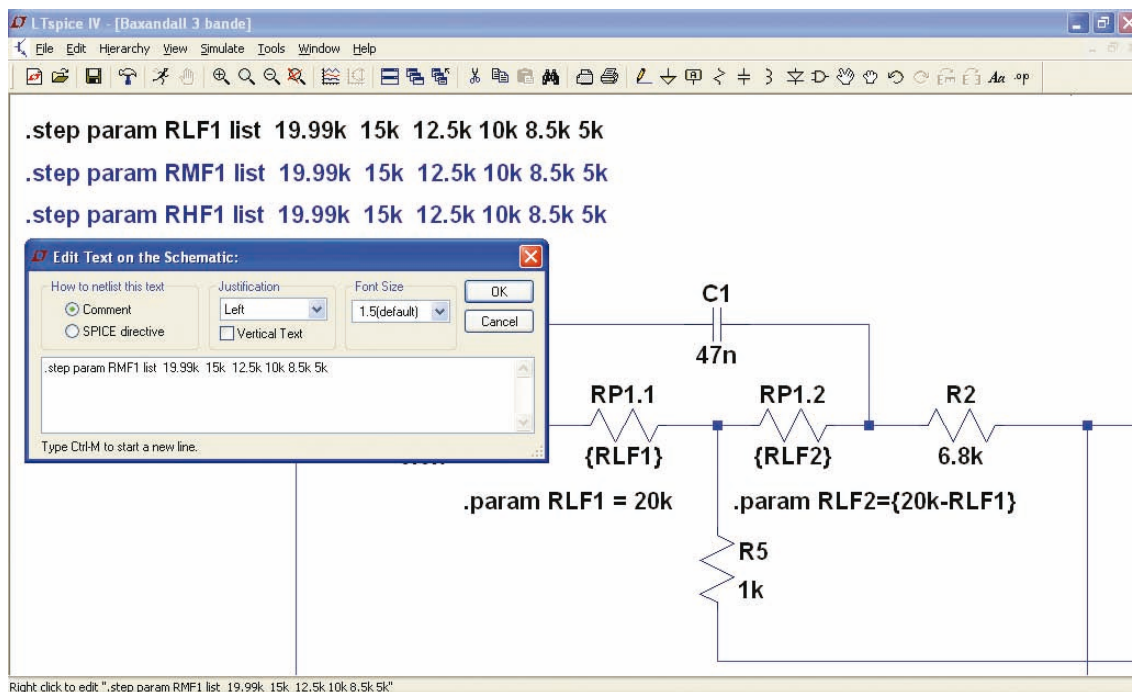 LTspice IV - [Baxandall 3 bande]
File Edit Hierarchy View Simulate Tools Window Help
Aa .op
.step param RLF1 list 19.99k 15k 12.5k 10k 8.5k 5k
.step param RMF1 list 19.99k 15k 12.5k 10k 8.5k 5k
.step param RHF1 list 19.99k 15k 12.5k 10k 8.5k 5k
Edit Text on the Schematic:
How to netlist this text
Comment
SPICE directive
Justification
Left
Vertical Text
Font Size
1.5(default)
OK
Cancel
.step param RMF1 list 19.99k 15k 12.5k 10k 8.5k 5k
Type Ctrl-M to start a new line.
C1
47n
RP1.1
{RLF1}
RP1.2
{RLF2}
R2
6.8k
.param RLF1 = 20k
.param RLF2={20k-RLF1}
R5
1k
Right click to edit ".step param RMF1 list 19.99k 15k 12.5k 10k 8.5k 5k"